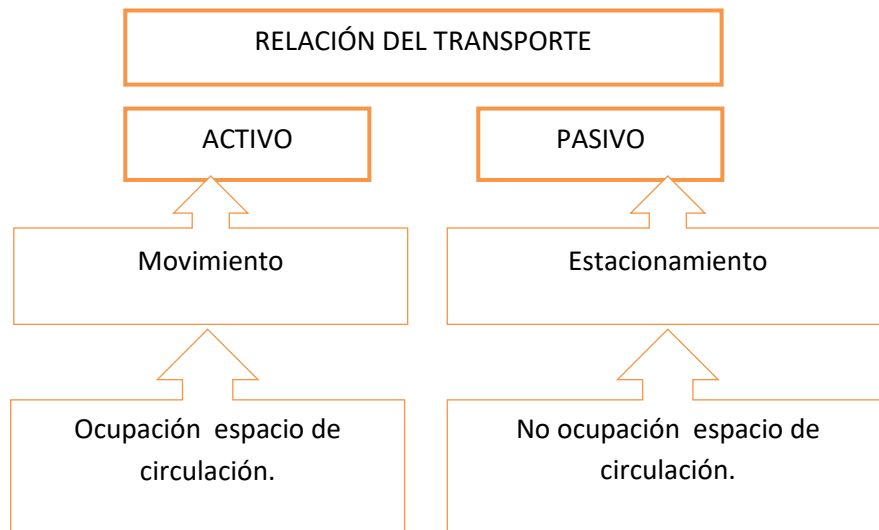 RELACIÓN DEL TRANSPORTE
ACTIVO
PASIVO
Movimiento
Estacionamiento
Ocupación espacio de
circulación.
No ocupación espacio de
circulación.